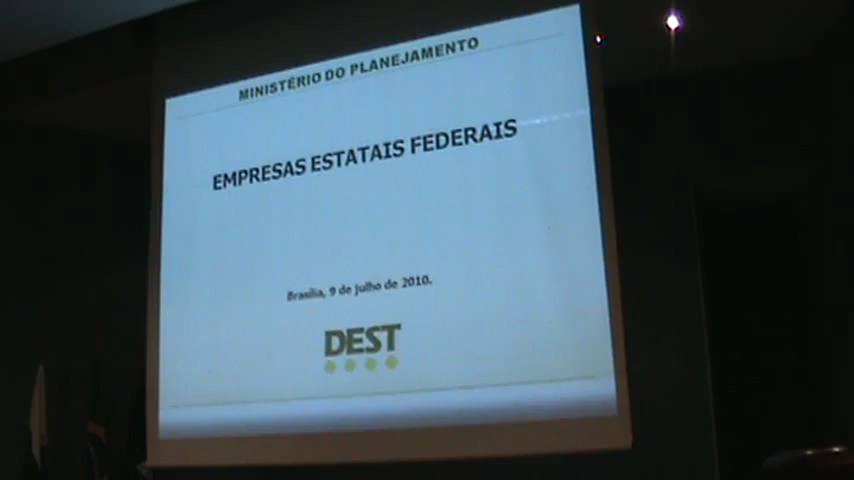 MINISTÉRIO DO PLANEJAMENTO
EMPRESAS ESTATAIS FEDERAIS
Brasília, 9 de julho de 2010.
DEST